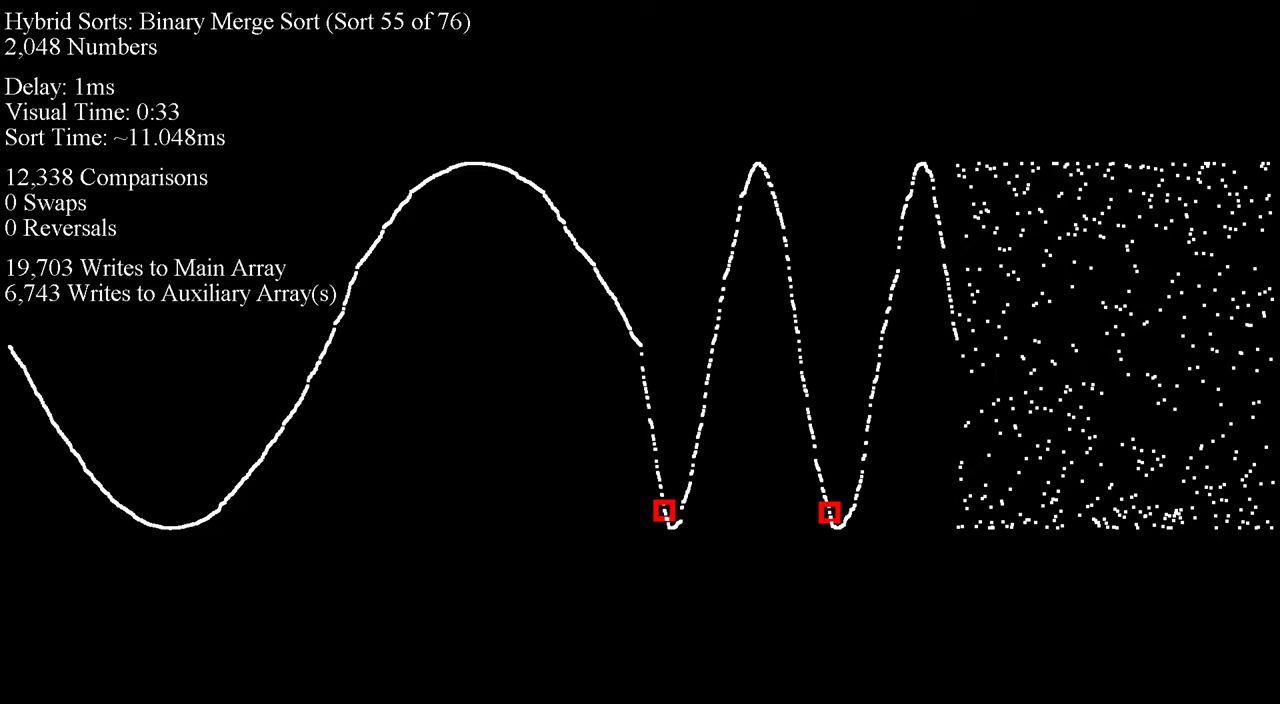 Hybrid Sorts: Binary Merge Sort (Sort 55 of 76)
2,048 Numbers
Delay: 1ms
Visual Time: 0:33
Sort Time: ~11.048ms
12,338 Comparisons
0 Swaps
0 Reversals
19,703 Writes to Main Array
6,743 Writes to Auxiliary Array(s)